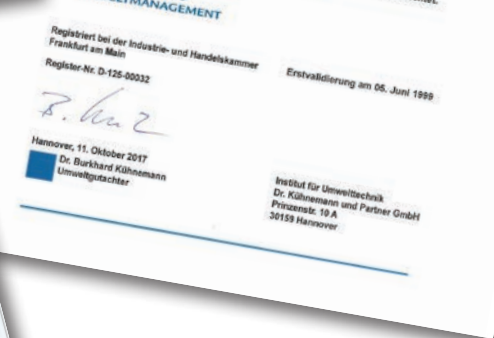 Registriert bei der Industrie- und Handelskammer
Frankfurt am Main
Register-Nr. D-125-00032
Erstvalidierung am 05. Juni 1999
Hannover, 11. Oktober 2017
Dr. Burkhard Kühnemann
Umweltgutachter
Institut für Umwelttechnik
Dr. Kühnemann und Partner GmbH
Prinzenstr. 10 A
30159 Hannover